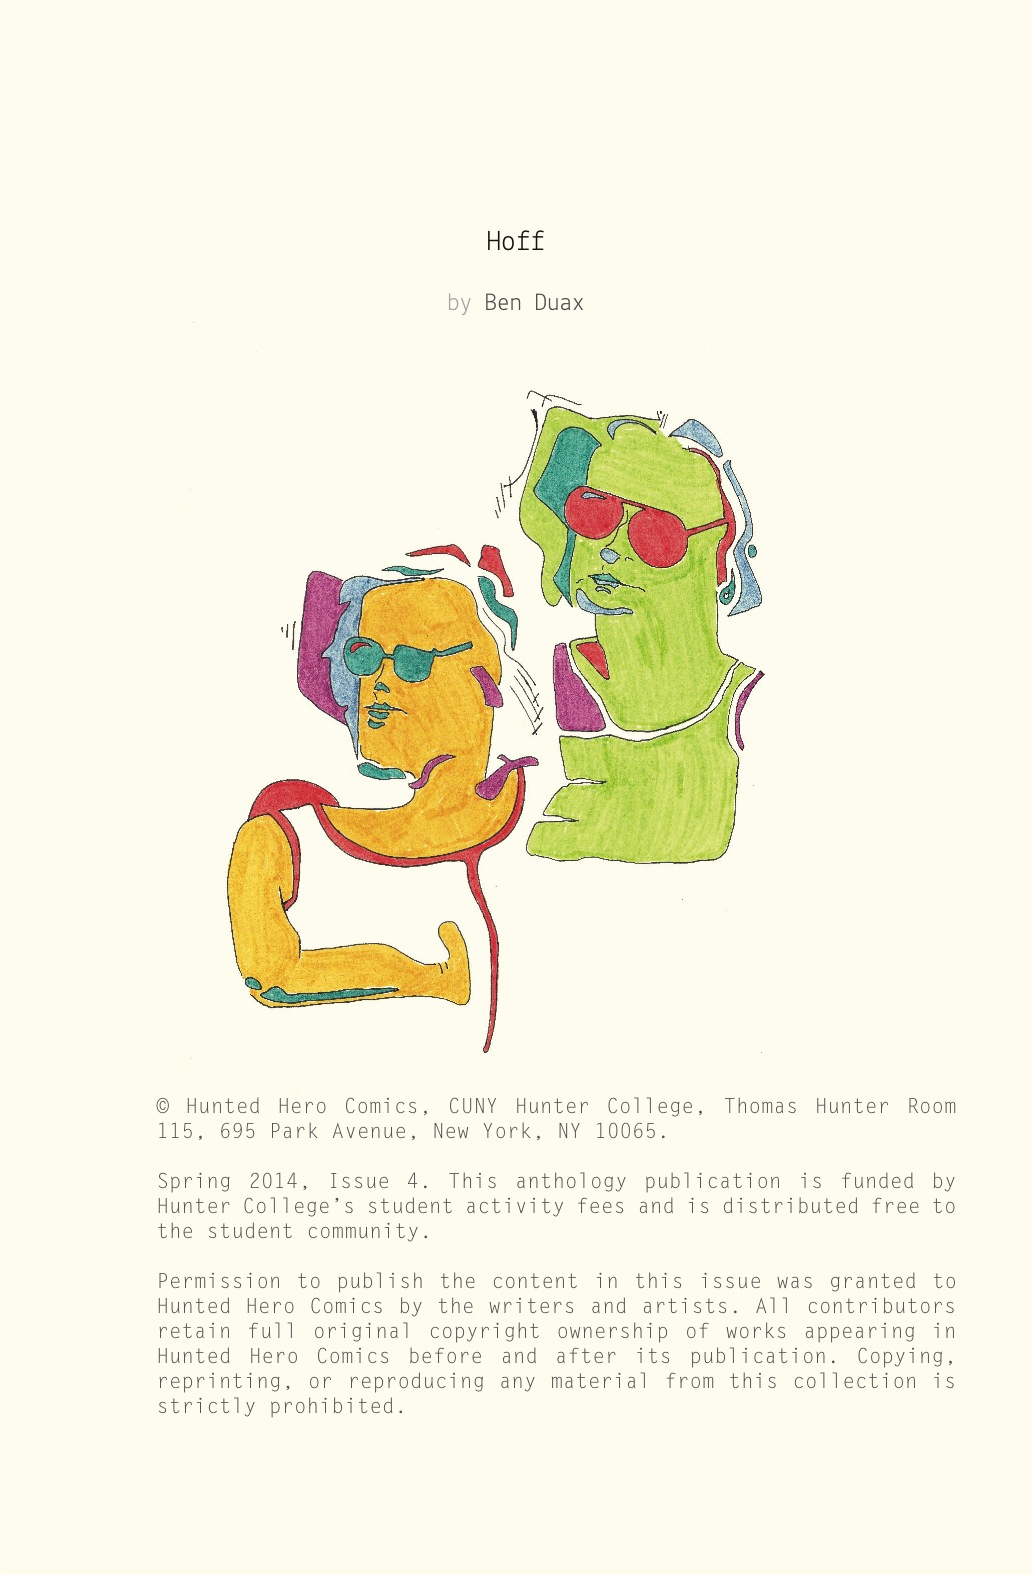 Hoff
by Ben Duax
© Hunted Hero Comics, CUNY Hunter College, Thomas Hunter Room
115, 695 Park Avenue, New York, NY 10065.
Spring 2014, Issue 4. This anthology publication is funded by
Hunter College’s student activity fees and is distributed free to
the student community.
Permission to publish the content in this issue was granted to
Hunted Hero Comics by the writers and artists. All contributors
retain full original copyright ownership of works appearing in
Hunted Hero Comics before and after its publication. Copying,
reprinting, or reproducing any material from this collection is
strictly prohibited.